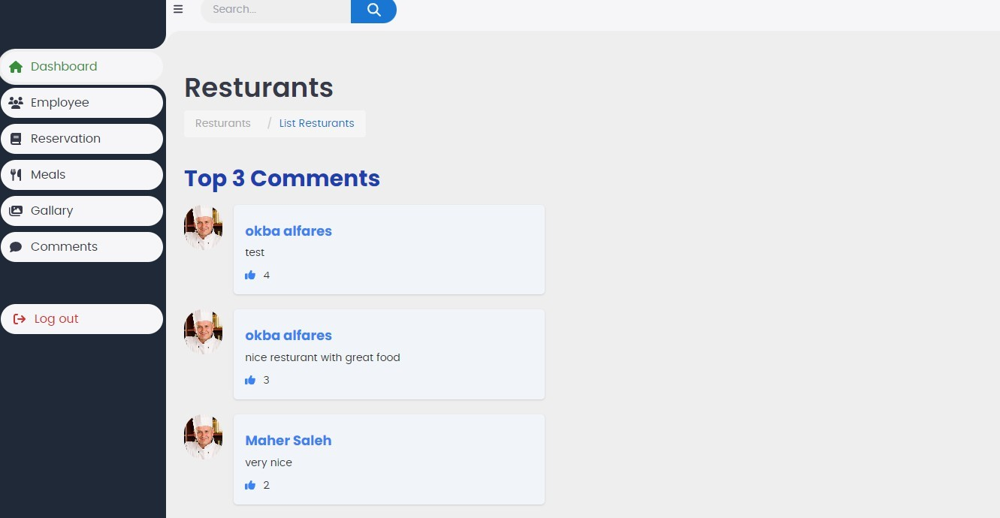 Search...
Dashboard
Employee
Reservation
Meals
Gallary
Comments
Log out
Resturants
Resturants / List Resturants
Top 3 Comments
okba alfares
test
4
okba alfares
nice resturant with great food
3
Maher Saleh
very nice
2